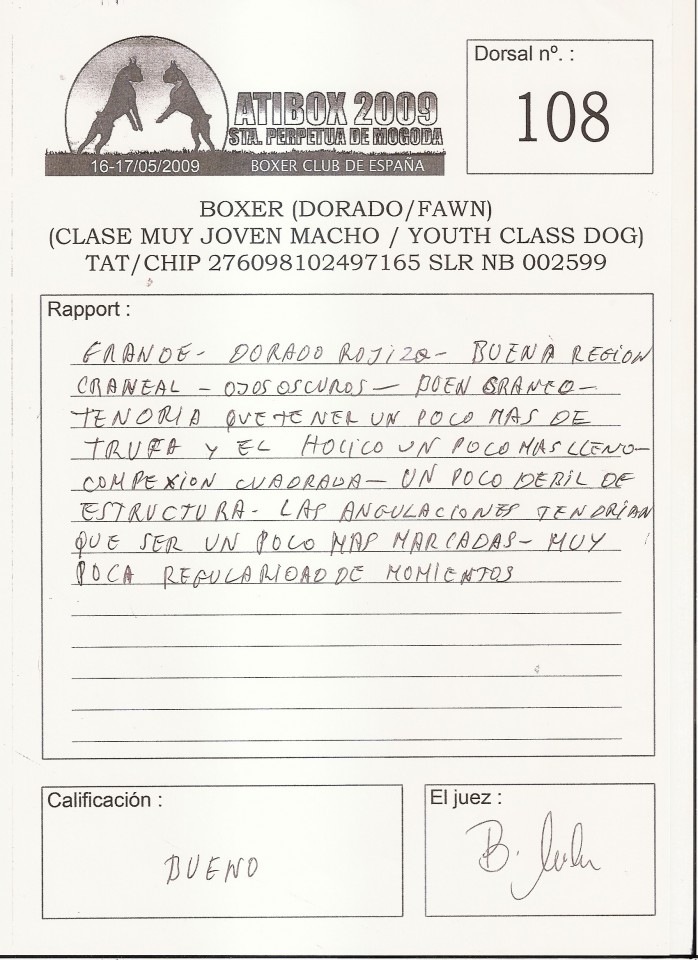 ATIBOX 2009
STA. PERPETUA DE MOGODA
16-17/05/2009 BOXER CLUB DE ESPAÑA
Dorsal nº. :
108
BOXER (DORADO/FAWN)
(CLASE MUY JOVEN MACHO / YOUTH CLASS DOG)
TAT/CHIP 276098102497165 SLR NB 002599
Rapport :
GRANDE- DORADO ROJIZO- BUENA REGION
CRANEAL - OJOS OSCUROS - BUEN CRANEO-
TENDRIA QUE TENER UN POCO MAS DE
TRUFA Y EL HOCICO UN POCO MAS LLENO-
COMPEXION CUADRADA- UN POCO DEBIL DE
ESTRUCTURA- LAS ANGULACIONES TENDRIAN
QUE SER UN POCO MAS MARCADAS- MUY
POCA REGULARIDAD DE MOMIENTOS
Calificación :
BUENO
El juez :
B.